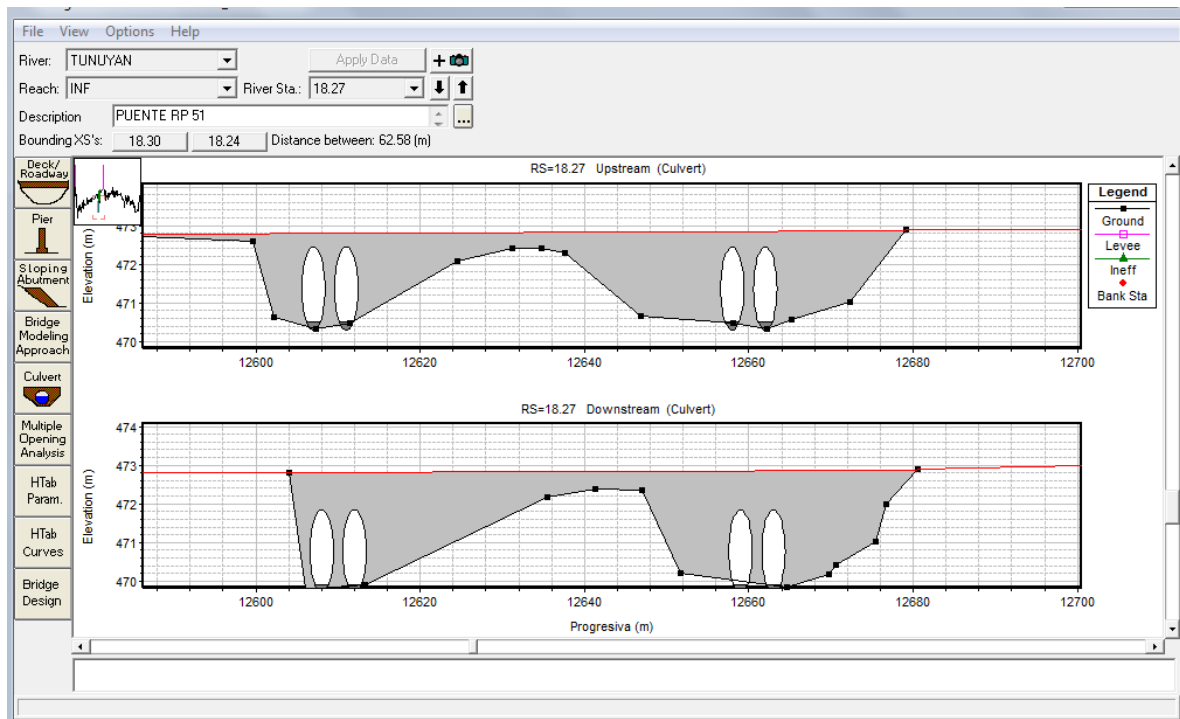 File View Options Help
River: TUNUYAN Apply Data
Reach: INF River Sta.: 18.27
Description PUENTE RP 51 ...
Bounding XS's: 18.30 18.24 Distance between: 62.58 (m)
Deck/
Roadway
Pier
Sloping
Abutment
Bridge
Modeling
Approach
Culvert
Multiple
Opening
Analysis
HTab
Param.
HTab
Curves
Bridge
Design
RS=18.27 Upstream (Culvert)
Elevation (m)
473
472
471
470
12600 12620 12640 12660 12680 12700
Legend
Ground
Levee
Ineff
Bank Sta
RS=18.27 Downstream (Culvert)
Elevation (m)
474
473
472
471
470
12600 12620 12640 12660 12680 12700
Progresiva (m)